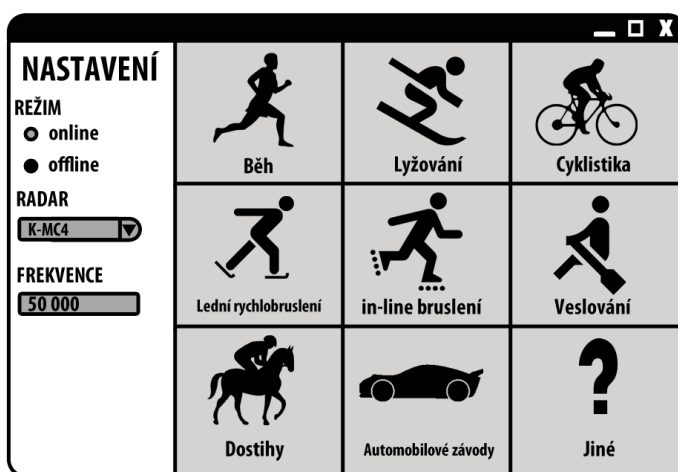 NASTAVENÍ
REŽIM
online
offline
RADAR
K-MC4
FREKVENCE
50 000
Běh
Lyžování
Cyklistika
Lední rychlobruslení
in-line bruslení
Veslování
Dostihy
Automobilové závody
?
Jiné